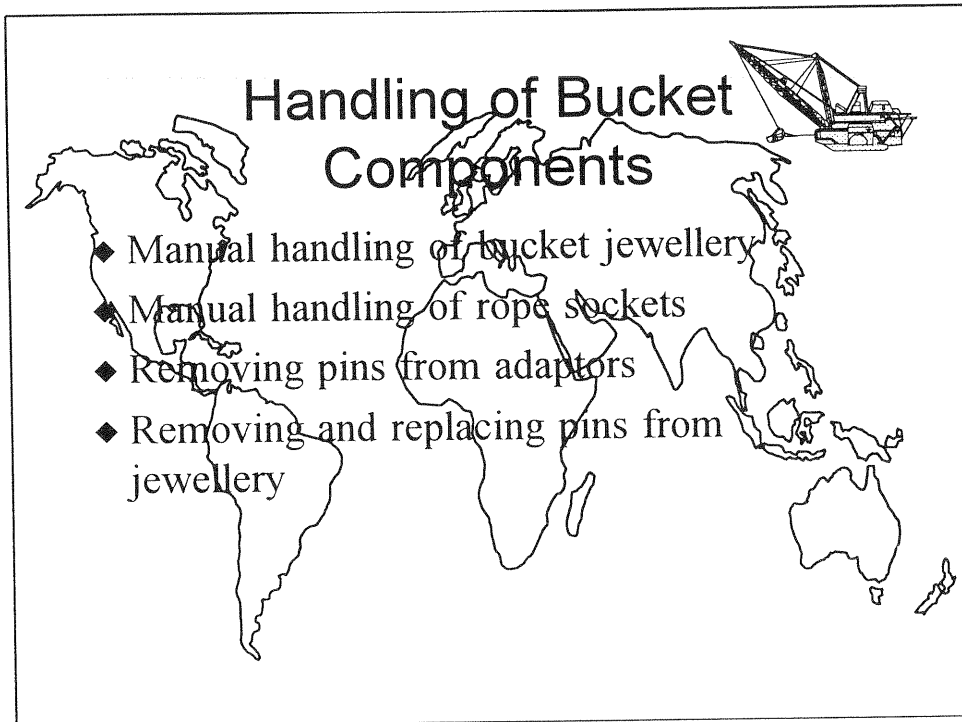 Handling of Bucket
Components
◆ Manual handling of bucket jewellery
◆ Manual handling of rope sockets
◆ Removing pins from adaptors
◆ Removing and replacing pins from
jewellery